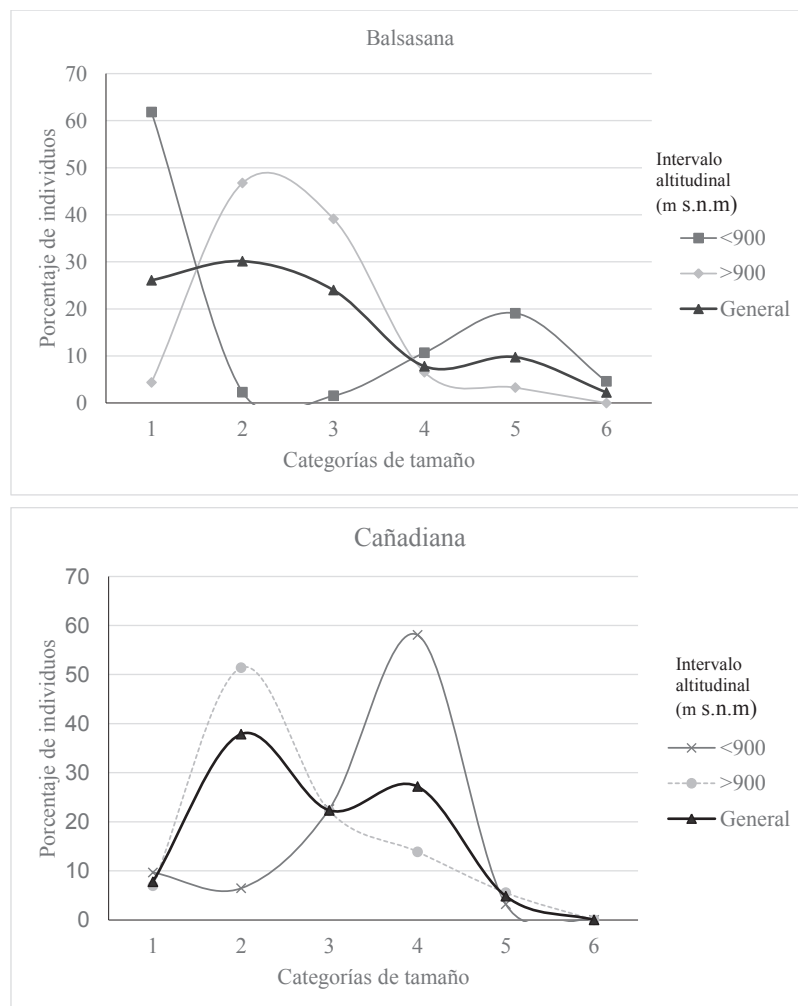 Balsasana
70
60
50
40
30
20
10
0
Porcentaje de individuos
1 2 3 4 5 6
Categorías de tamaño
Intervalo
altitudinal
(m s.n.m)
<900
>900
General
Cañadiana
70
60
50
40
30
20
10
0
Porcentaje de individuos
1 2 3 4 5 6
Categorías de tamaño
Intervalo
altitudinal
(m s.n.m)
<900
>900
General